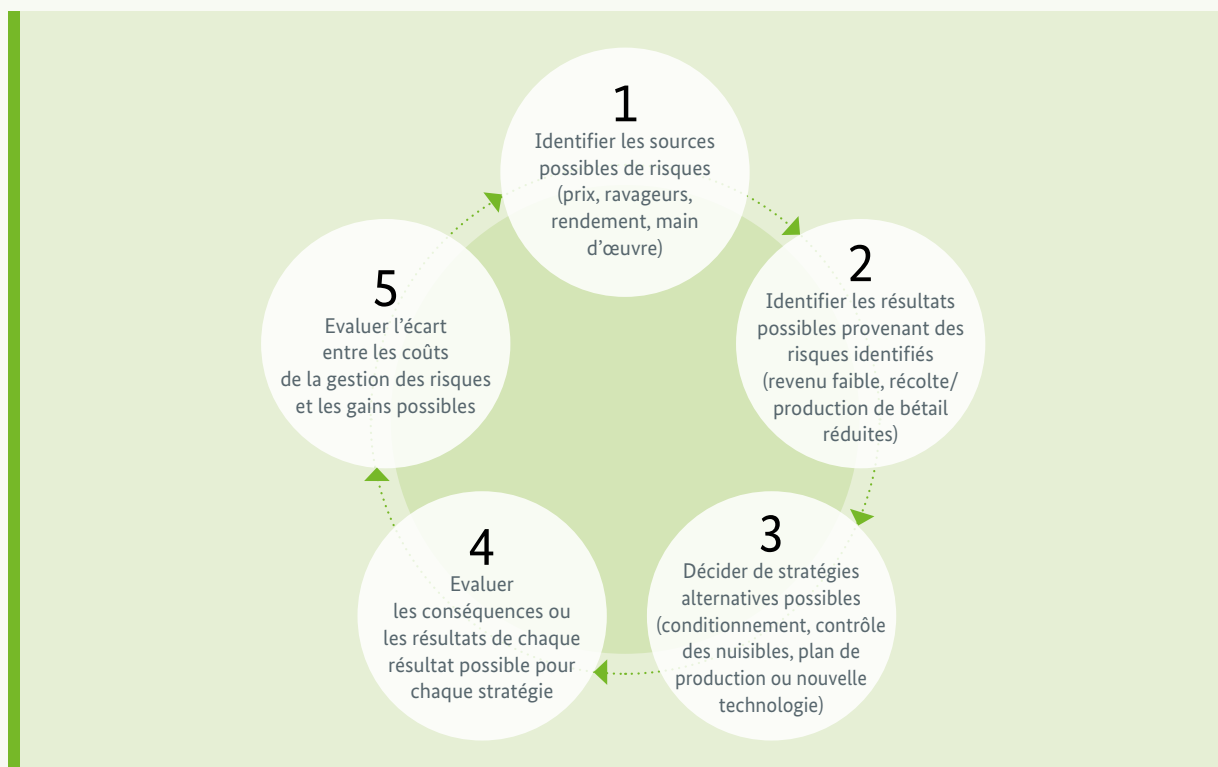 1
Identifier les sources
possibles de risques
(prix, ravageurs,
rendement, main
d’œuvre)
2
Identifier les résultats
possibles provenant des
risques identifiés
(revenu faible, récolte/
production de bétail
réduites)
3
Décider de stratégies
alternatives possibles
(conditionnement, contrôle
des nuisibles, plan de
production ou nouvelle
technologie)
4
Evaluer
les conséquences ou
les résultats de chaque
résultat possible pour
chaque stratégie
5
Evaluer l’écart
entre les coûts
de la gestion des risques
et les gains possibles